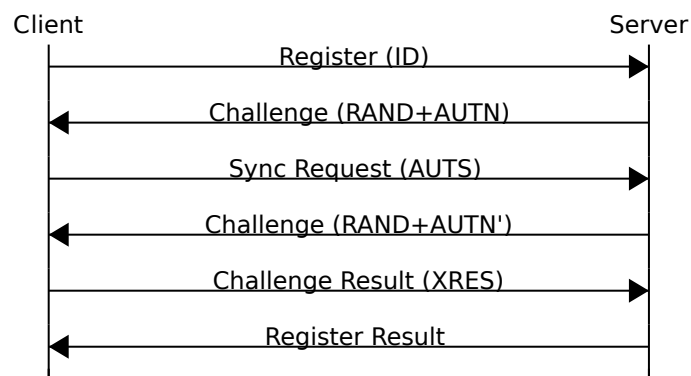 Client
Server
Register (ID)
Challenge (RAND+AUTN)
Sync Request (AUTS)
Challenge (RAND+AUTN')
Challenge Result (XRES)
Register Result